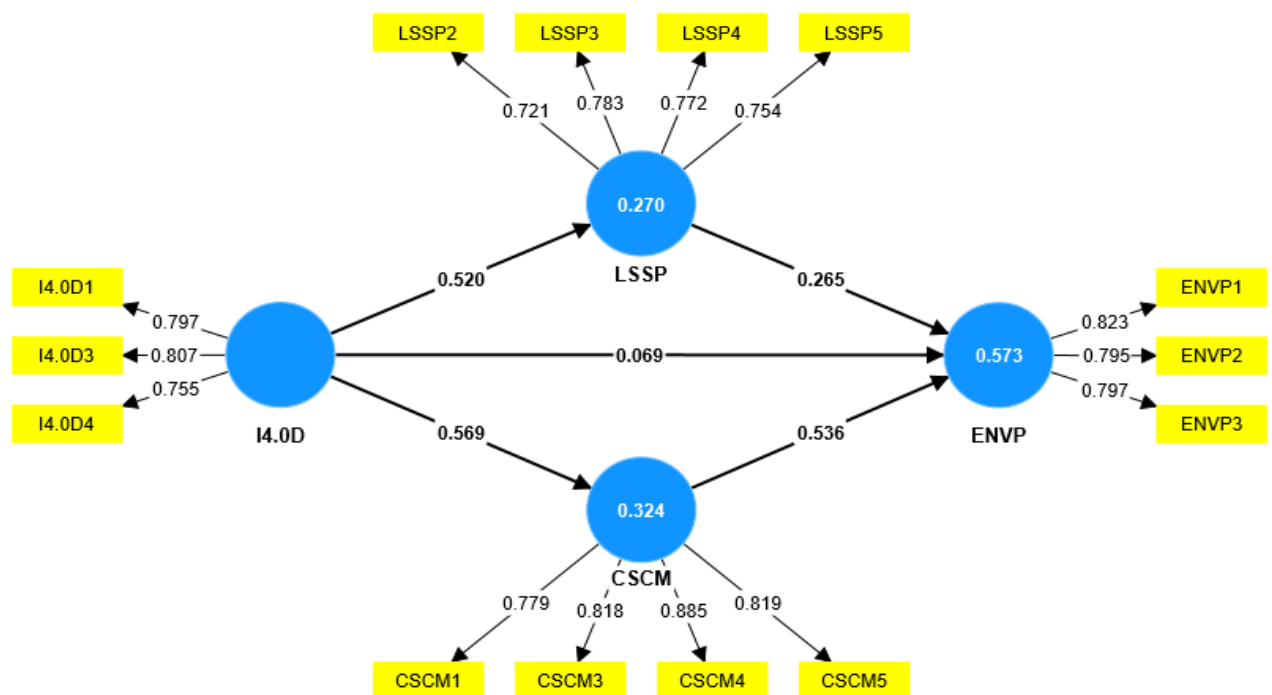 LSSP2 LSSP3 LSSP4 LSSP5
0.721 0.783 0.772 0.754
0.270
LSSP
0.520 0.265
I4.0D1 ENVP1
0.797 0.823
I4.0D3 0.807 0.069 0.573 0.795 ENVP2
0.755 0.797
I4.0D4 ENVP3
I4.0D 0.569 0.536 ENVP
0.324
CSCM
0.779 0.818 0.885 0.819
CSCM1 CSCM3 CSCM4 CSCM5